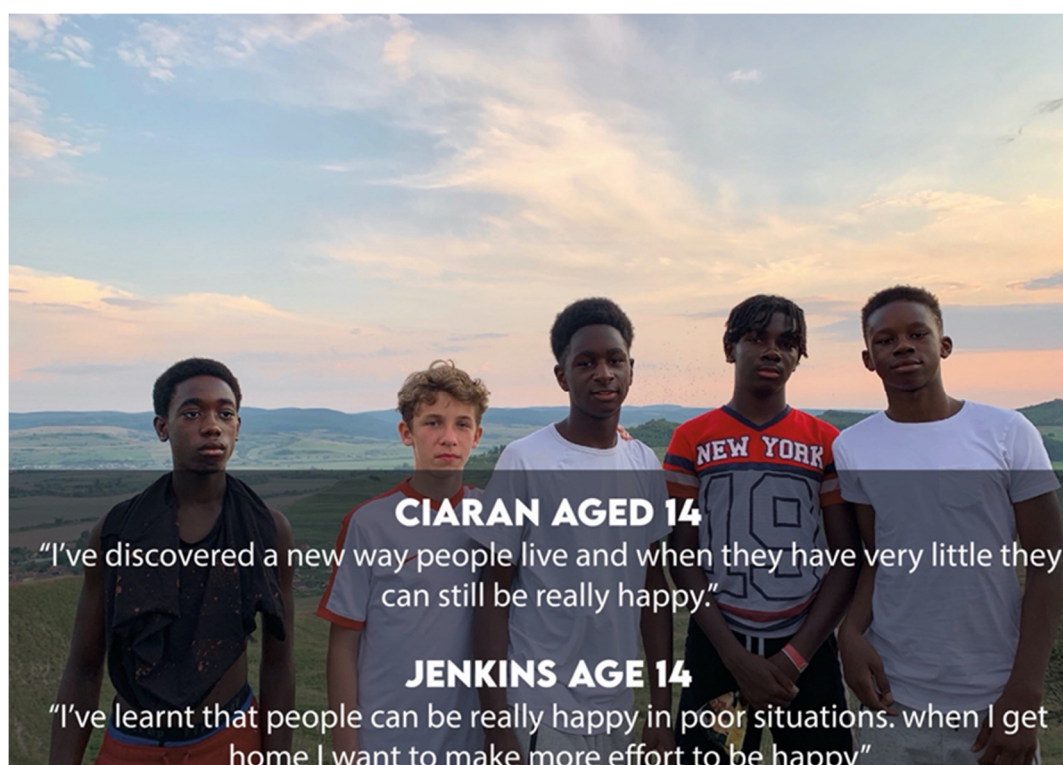 NEW YORK
19
CIARAN AGED 14
“I’ve discovered a new way people live and when they have very little they
can still be really happy.”
JENKINS AGE 14
“I’ve learnt that people can be really happy in poor situations. when I get
home I want to make more effort to be happy”